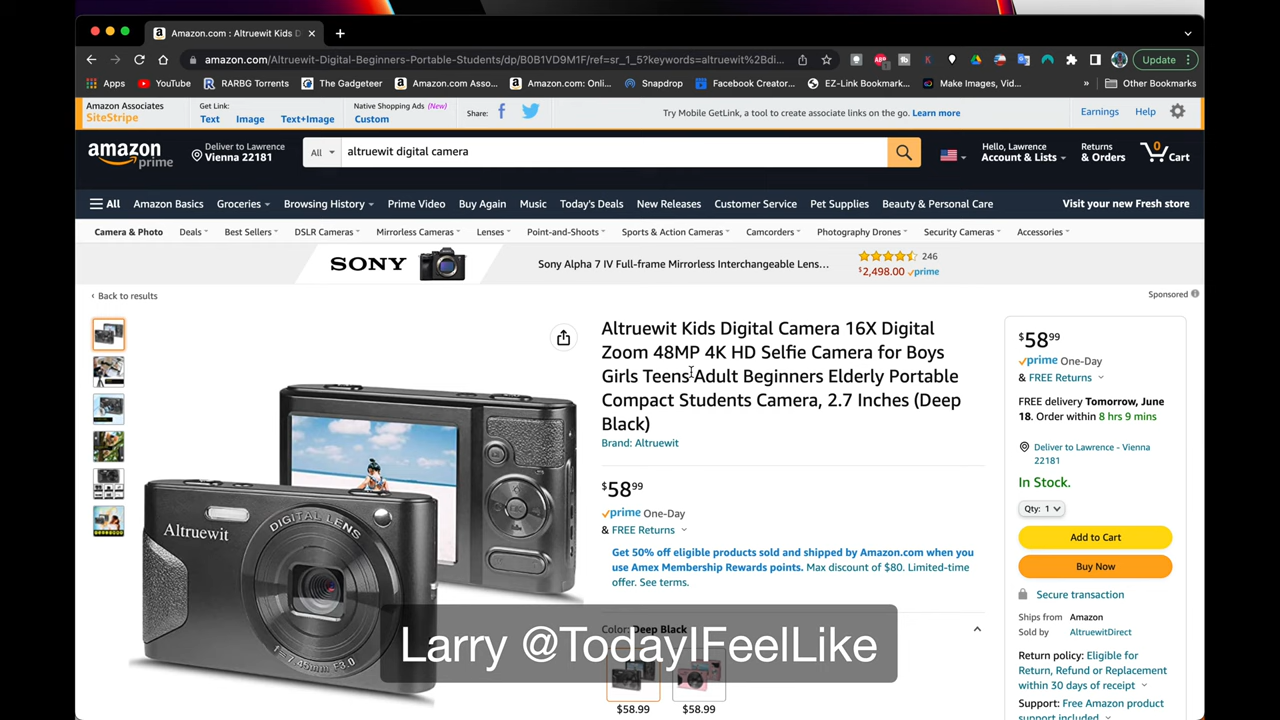 Amazon.com : Altruewit Kids D
amazon.com/Altruewit-Digital-Beginners-Portable-Students/dp/B0B1VD9M1F/ref=sr_1_5?keywords=altruewit%2Bdi...
Update
Apps
YouTube
RARBG Torrents
The Gadgeteer
Amazon.com Asso...
Amazon.com: Onli...
Snapdrop
Facebook Creator...
EZ-Link Bookmark...
Make Images, Vid...
»
Other Bookmarks
Amazon Associates
SiteStripe
Get Link:
Text
Image
Text+Image
Native Shopping Ads (New)
Custom
Share:
Try Mobile GetLink, a tool to create associate links on the go. Learn more
Earnings
Help
amazon
prime
Deliver to Lawrence
Vienna 22181
All
altruewit digital camera
Hello, Lawrence
Account & Lists
Returns
& Orders
0
Cart
All
Amazon Basics
Groceries
Browsing History
Prime Video
Buy Again
Music
Today's Deals
New Releases
Customer Service
Pet Supplies
Beauty & Personal Care
Visit your new Fresh store
Camera & Photo
Deals
Best Sellers
DSLR Cameras
Mirrorless Cameras
Lenses
Point-and-Shoots
Sports & Action Cameras
Camcorders
Photography Drones
Security Cameras
Accessories
SONY
Sony Alpha 7 IV Full-frame Mirrorless Interchangeable Lens...
246
$2,498.00 prime
Sponsored
‹ Back to results
Altruewit Kids Digital Camera 16X Digital
Zoom 48MP 4K HD Selfie Camera for Boys
Girls Teens Adult Beginners Elderly Portable
Compact Students Camera, 2.7 Inches (Deep
Black)
Brand: Altruewit
$58.99
prime One-Day
& FREE Returns
Get 50% off eligible products sold and shipped by Amazon.com when you
use Amex Membership Rewards points. Max discount of $80. Limited-time
offer. See terms.
Color: Deep Black
$58.99
$58.99
Altruewit
DIGITAL LENS
f=7.45mm F3.0
Larry @TodayIFeelLike
$58.99
prime One-Day
& FREE Returns
FREE delivery Tomorrow, June
18. Order within 8 hrs 9 mins
Deliver to Lawrence - Vienna
22181
In Stock.
Qty: 1
Add to Cart
Buy Now
Secure transaction
Ships from Amazon
Sold by AltruewitDirect
Return policy: Eligible for
Return, Refund or Replacement
within 30 days of receipt
Support: Free Amazon product
support included